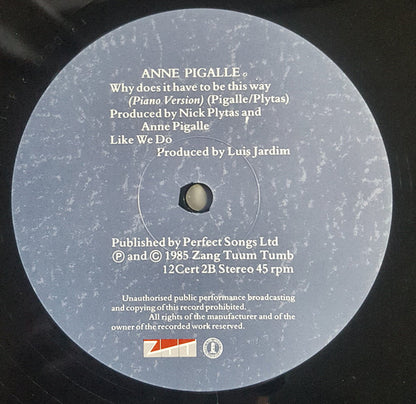 ANNE PIGALLE
Why does it have to be this way
(Piano Version) (Pigalle/Plytas)
Produced by Nick Plytas and
Anne Pigalle
Like We Do
Produced by Luis Jardim
Published by Perfect Songs Ltd
Ⓟ and © 1985 Zang Tuum Tumb
12Cert 2B Stereo 45 rpm
Unauthorised public performance broadcasting
and copying of this record prohibited.
All rights of the manufacturer and of the
owner of the recorded work reserved.
ZTT